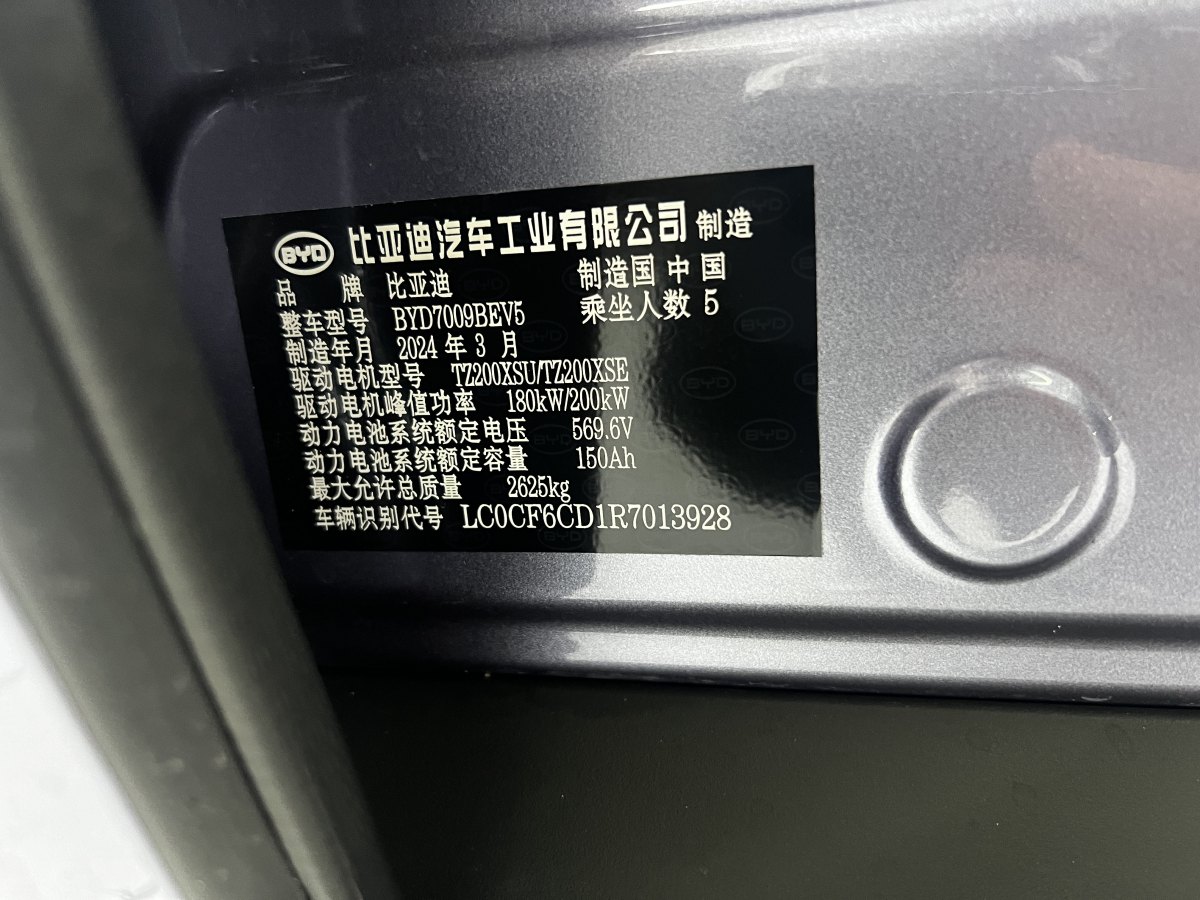 BYD 比亚迪汽车工业有限公司 制造
品 牌 比亚迪 制造国 中国
整车型号 BYD7009BEV5 乘坐人数 5
制造年月 2024 年 3 月
驱动电机型号 TZ200XSU/TZ200XSE
驱动电机峰值功率 180kW/200kW
动力电池系统额定电压 569.6V
动力电池系统额定容量 150Ah
最大允许总质量 2625kg
车辆识别代号 LC0CF6CD1R7013928